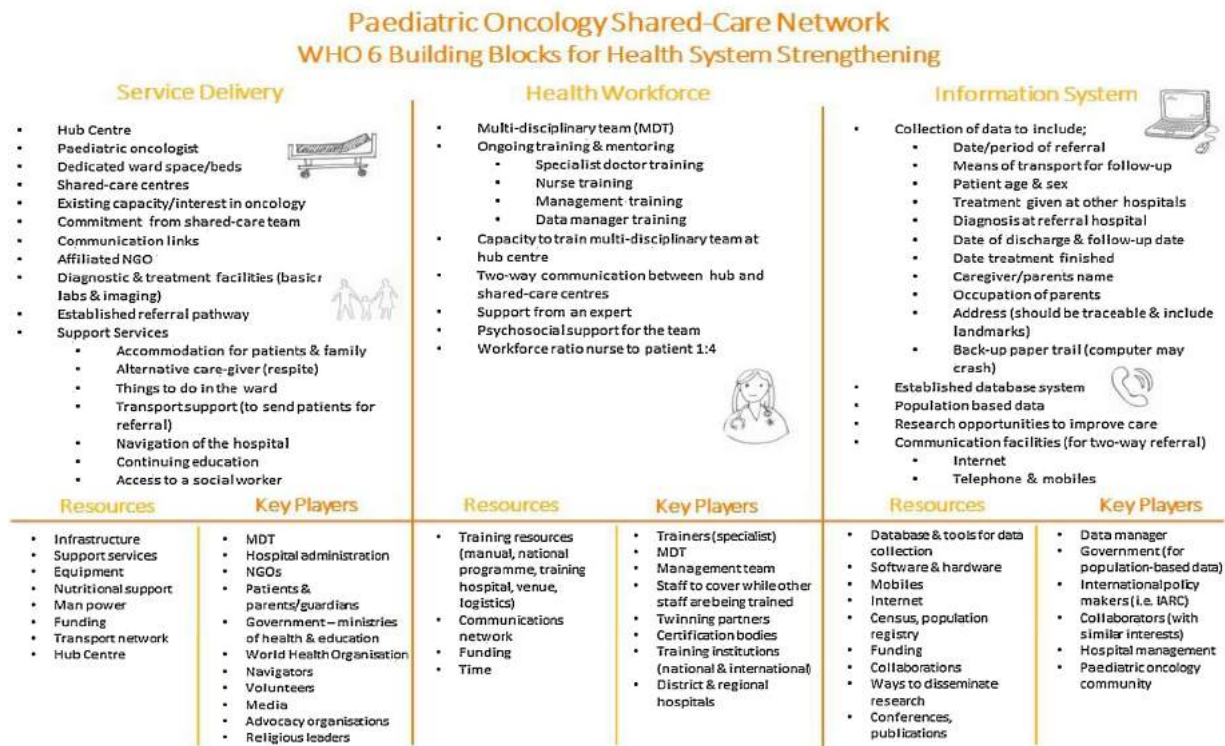 Paediatric Oncology Shared-Care Network
WHO 6 Building Blocks for Health System Strengthening
Service Delivery
• Hub Centre
• Paediatric oncologist
• Dedicated ward space/beds
• Shared-care centres
• Existing capacity/interest in oncology
• Commitment from shared-care team
• Communication links
• Affiliated NGO
• Diagnostic & treatment facilities (basic
labs & imaging)
• Established referral pathway
• Support Services
• Accommodation for patients & family
• Alternative care-giver (respite)
• Things to do in the ward
• Transport support (to send patients for
referral)
• Navigation of the hospital
• Continuing education
• Access to a social worker
Health Workforce
• Multi-disciplinary team (MDT)
• Ongoing training & mentoring
• Specialist doctor training
• Nurse training
• Management training
• Data manager training
• Capacity to train multi-disciplinary team at
hub centre
• Two-way communication between hub and
shared-care centres
• Support from an expert
• Psychosocial support for the team
• Workforce ratio nurse to patient 1:4
Information System
• Collection of data to include;
• Date/period of referral
• Means of transport for follow-up
• Patient age & sex
• Treatment given at other hospitals
• Diagnosis at referral hospital
• Date of discharge & follow-up date
• Date treatment finished
• Caregiver/parents name
• Occupation of parents
• Address (should be traceable & include
landmarks)
• Back-up paper trail (computer may
crash)
• Established database system
• Population based data
• Research opportunities to improve care
• Communication facilities (for two-way referral)
• Internet
• Telephone & mobiles
Resources
• Infrastructure
• Support services
• Equipment
• Nutritional support
• Man power
• Funding
• Transport network
• Hub Centre
Key Players
• MDT
• Hospital administration
• NGOs
• Patients &
parents/guardians
• Government – ministries
of health & education
• World Health Organisation
• Navigators
• Volunteers
• Media
• Advocacy organisations
• Religious leaders
Resources
• Training resources
(manual, national
programme, training
hospital, venue,
logistics)
• Communications
network
• Funding
• Time
Key Players
• Trainers (specialist)
• MDT
• Management team
• Staff to cover while other
staff are being trained
• Twinning partners
• Certification bodies
• Training institutions
(national & international)
• District & regional
hospitals
Resources
• Database & tools for data
collection
• Software & hardware
• Mobiles
• Internet
• Census, population
registry
• Funding
• Collaborations
• Ways to disseminate
research
• Conferences,
publications
Key Players
• Data manager
• Government (for
population-based data)
• International policy
makers (i.e. IARC)
• Collaborators (with
similar interests)
• Hospital management
• Paediatric oncology
community